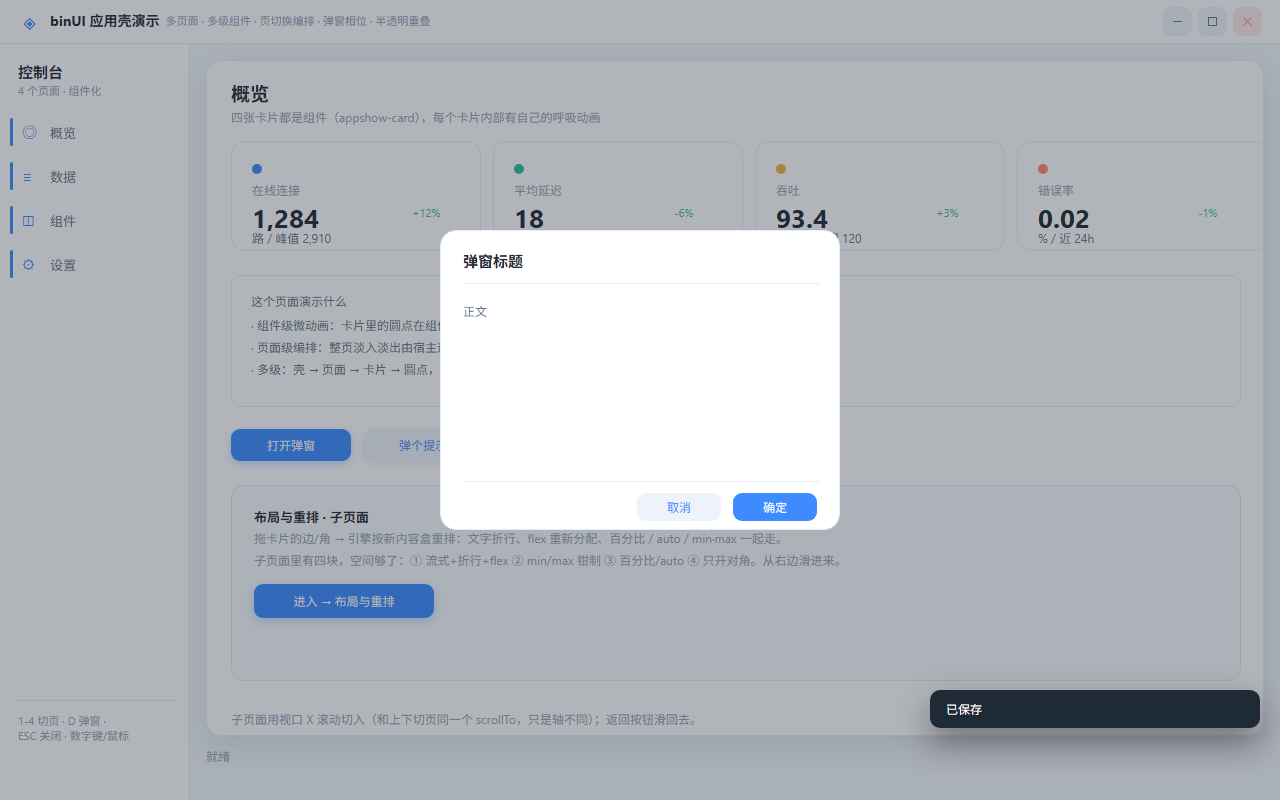 binUI 应用壳演示 多页面 · 多级组件 · 页切换编排 · 弹窗相位 · 半透明重叠
控制台
4 个页面 · 组件化
概览
数据
组件
设置
1-4 切页 · D 弹窗 ·
ESC 关闭 · 数字键/鼠标
概览
四张卡片都是组件（appshow-card），每个卡片内部有自己的呼吸动画
在线连接
1,284 +12%
路 / 峰值 2,910
平均延迟
18 -6%
吞吐
93.4 +3%
120
错误率
0.02 -1%
% / 近 24h
这个页面演示什么
· 组件级微动画：卡片里的圆点在组
· 页面级编排：整页淡入淡出由宿主
· 多级：壳 → 页面 → 卡片 → 圆点，
打开弹窗
弹个提示
弹窗标题
正文
取消
确定
布局与重排 · 子页面
拖卡片的边/角 → 引擎按新内容盒重排：文字折行、flex 重新分配、百分比 / auto / min·max 一起走。
子页面里有四块，空间够了：① 流式+折行+flex ② min/max 钳制 ③ 百分比/auto ④ 只开对角。从右边滑进来。
进入 → 布局与重排
子页面用视口 X 滚动切入（和上下切页同一个 scrollTo，只是轴不同）；返回按钮滑回去。
已保存
就绪